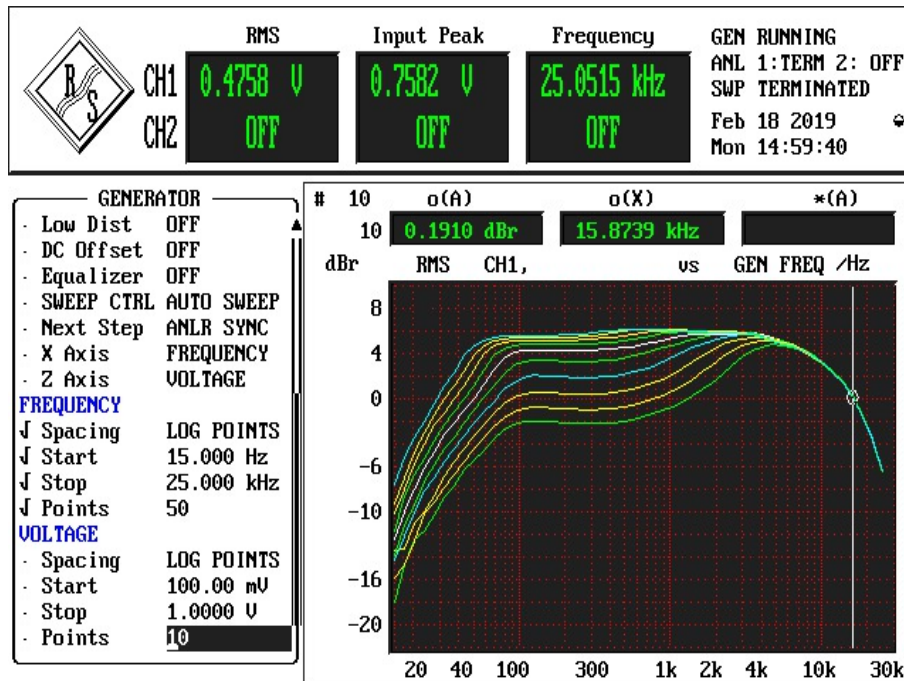 RMS Input Peak Frequency
R S
CH1 0.4758 V 0.7582 V 25.0515 kHz
CH2 OFF OFF OFF
GEN RUNNING
ANL 1:TERM 2: OFF
SWP TERMINATED
Feb 18 2019
Mon 14:59:40
GENERATOR
· Low Dist OFF
· DC Offset OFF
· Equalizer OFF
· SWEEP CTRL AUTO SWEEP
· Next Step ANLR SYNC
· X Axis FREQUENCY
· Z Axis VOLTAGE
FREQUENCY
√ Spacing LOG POINTS
√ Start 15.000 Hz
√ Stop 25.000 kHz
√ Points 50
VOLTAGE
· Spacing LOG POINTS
· Start 100.00 mV
· Stop 1.0000 V
· Points 10
# 10 o(A) o(X) *(A)
10 0.1910 dBr 15.8739 kHz
dBr RMS CH1, vs GEN FREQ /Hz
8
4
0
-6
-10
-16
-20
20 40 100 300 1k 2k 4k 10k 30k